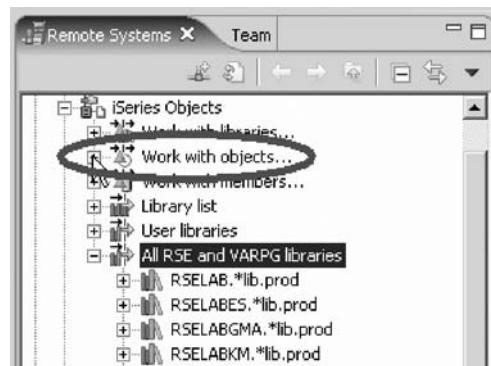 Remote Systems
Team
iSeries Objects
Work with libraries...
Work with objects...
Work with members...
Library list
User libraries
All RSE and VARPG libraries
RSELAB.*lib.prod
RSELABES.*lib.prod
RSELABGMA.*lib.prod
RSELABKM.*lib.prod